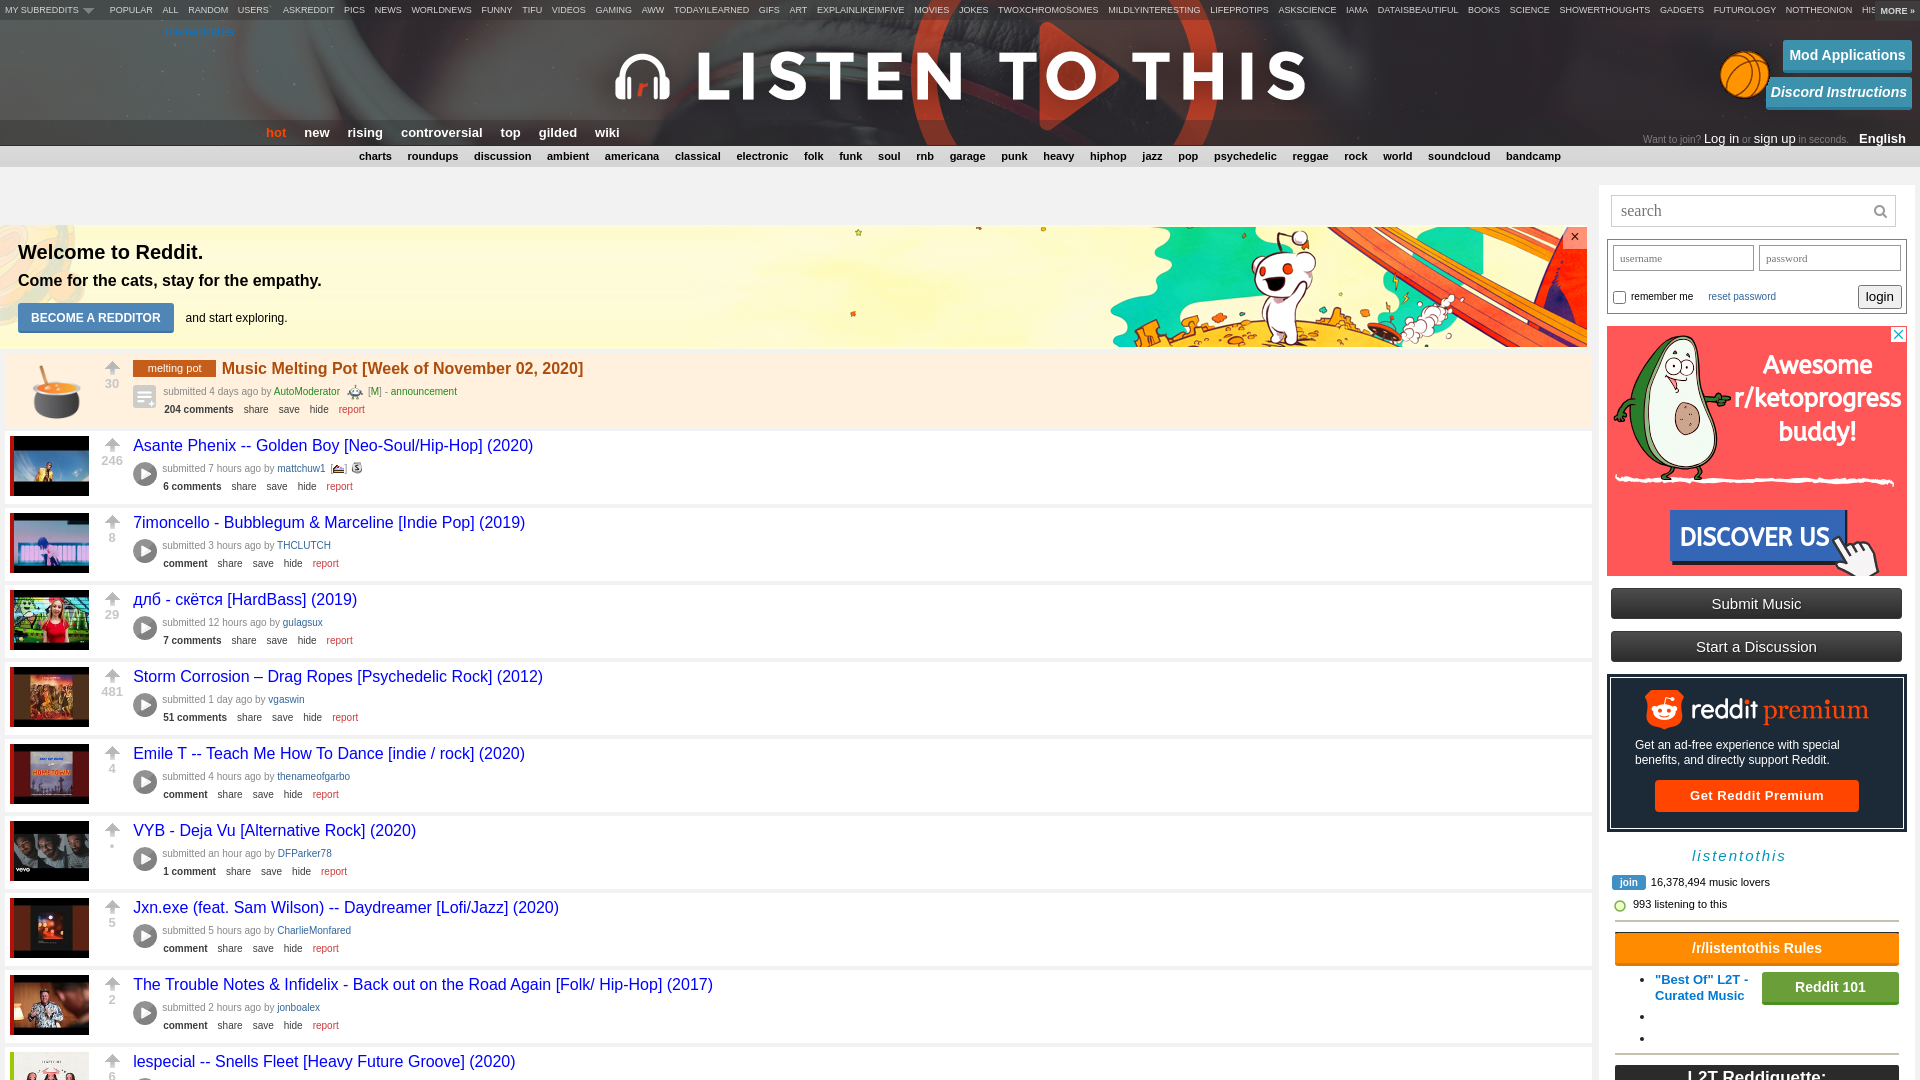 MY SUBREDDITS POPULAR ALL RANDOM USERS ASKREDDIT PICS NEWS WORLDNEWS FUNNY TIFU VIDEOS GAMING AWW TODAYILEARNED GIFS ART EXPLAINLIKEIMFIVE MOVIES JOKES TWOXCHROMOSOMES MILDLYINTERESTING LIFEPROTIPS ASKSCIENCE IAMA DATAISBEAUTIFUL BOOKS SCIENCE SHOWERTHOUGHTS GADGETS FUTUROLOGY NOTTHEONION HIS MORE »
r LISTEN TO THIS
Mod Applications
Discord Instructions
hot new rising controversial top gilded wiki
Want to join? Log in or sign up in seconds. English
charts roundups discussion ambient americana classical electronic folk funk soul rnb garage punk heavy hiphop jazz pop psychedelic reggae rock world soundcloud bandcamp
Welcome to Reddit.
Come for the cats, stay for the empathy.
BECOME A REDDITOR and start exploring.
×
30
melting pot Music Melting Pot [Week of November 02, 2020]
submitted 4 days ago by AutoModerator [M] - announcement
204 comments share save hide report
246
Asante Phenix -- Golden Boy [Neo-Soul/Hip-Hop] (2020)
submitted 7 hours ago by mattchuw1
6 comments share save hide report
8
7imoncello - Bubblegum & Marceline [Indie Pop] (2019)
submitted 3 hours ago by THCLUTCH
comment share save hide report
29
длб - скётся [HardBass] (2019)
submitted 12 hours ago by gulagsux
7 comments share save hide report
481
Storm Corrosion – Drag Ropes [Psychedelic Rock] (2012)
submitted 1 day ago by vgaswin
51 comments share save hide report
4
Emile T -- Teach Me How To Dance [indie / rock] (2020)
submitted 4 hours ago by thenameofgarbo
comment share save hide report
•
VYB - Deja Vu [Alternative Rock] (2020)
submitted an hour ago by DFParker78
1 comment share save hide report
vevo
5
Jxn.exe (feat. Sam Wilson) -- Daydreamer [Lofi/Jazz] (2020)
submitted 5 hours ago by CharlieMonfared
comment share save hide report
2
The Trouble Notes & Infidelix - Back out on the Road Again [Folk/ Hip-Hop] (2017)
submitted 2 hours ago by jonboalex
comment share save hide report
6
lespecial -- Snells Fleet [Heavy Future Groove] (2020)
search
username password
remember me reset password login
Awesome
r/ketoprogress
buddy!
DISCOVER US
Submit Music
Start a Discussion
reddit premium
Get an ad-free experience with special
benefits, and directly support Reddit.
Get Reddit Premium
listentothis
join 16,378,494 music lovers
993 listening to this
/r/listentothis Rules
"Best Of" L2T -
Curated Music
Reddit 101
L2T Reddiquette: